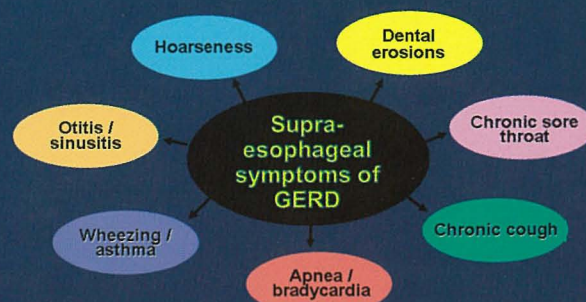 Hoarseness
Dental
erosions
Otitis /
sinusitis
Supra-
esophageal
symptoms of
GERD
Chronic sore
throat
Wheezing /
asthma
Chronic cough
Apnea /
bradycardia